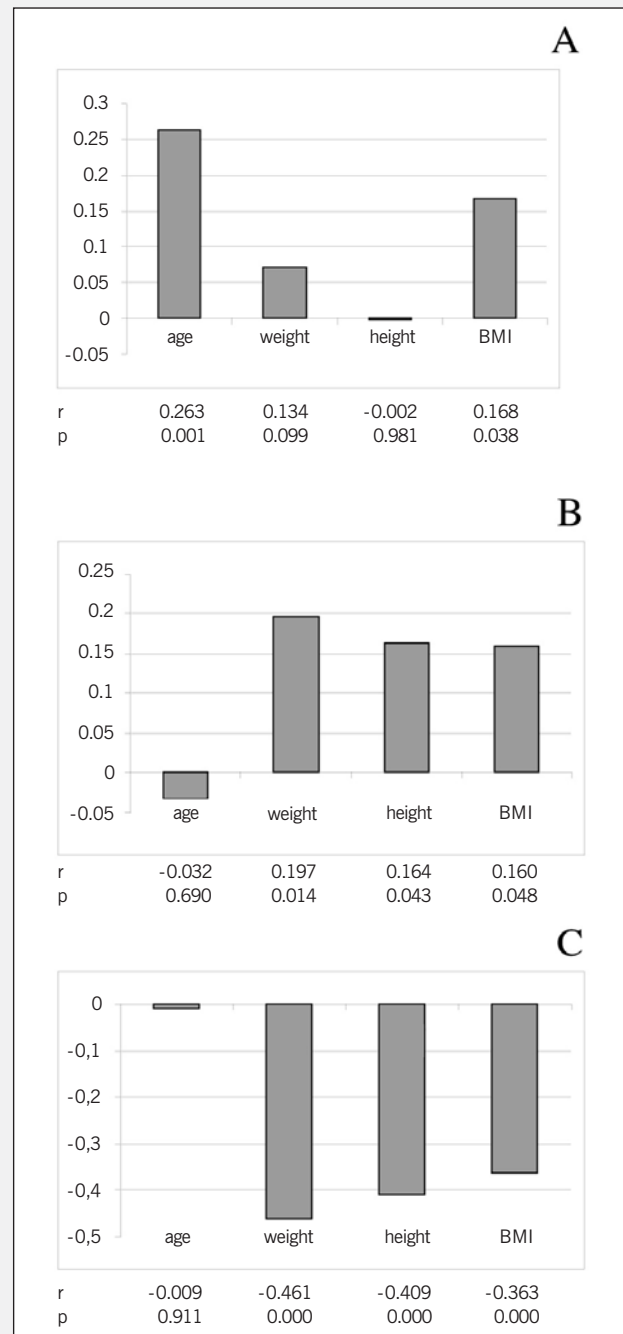 A
0.3
0.25
0.2
0.15
0.1
0.05
0
-0.05
age weight height BMI
r 0.263 0.134 -0.002 0.168
p 0.001 0.099 0.981 0.038
B
0.25
0.2
0.15
0.1
0.05
0
-0.05
age weight height BMI
r -0.032 0.197 0.164 0.160
p 0.690 0.014 0.043 0.048
C
0
-0,1
-0,2
-0,3
-0,4
-0,5
age weight height BMI
r -0.009 -0.461 -0.409 -0.363
p 0.911 0.000 0.000 0.000